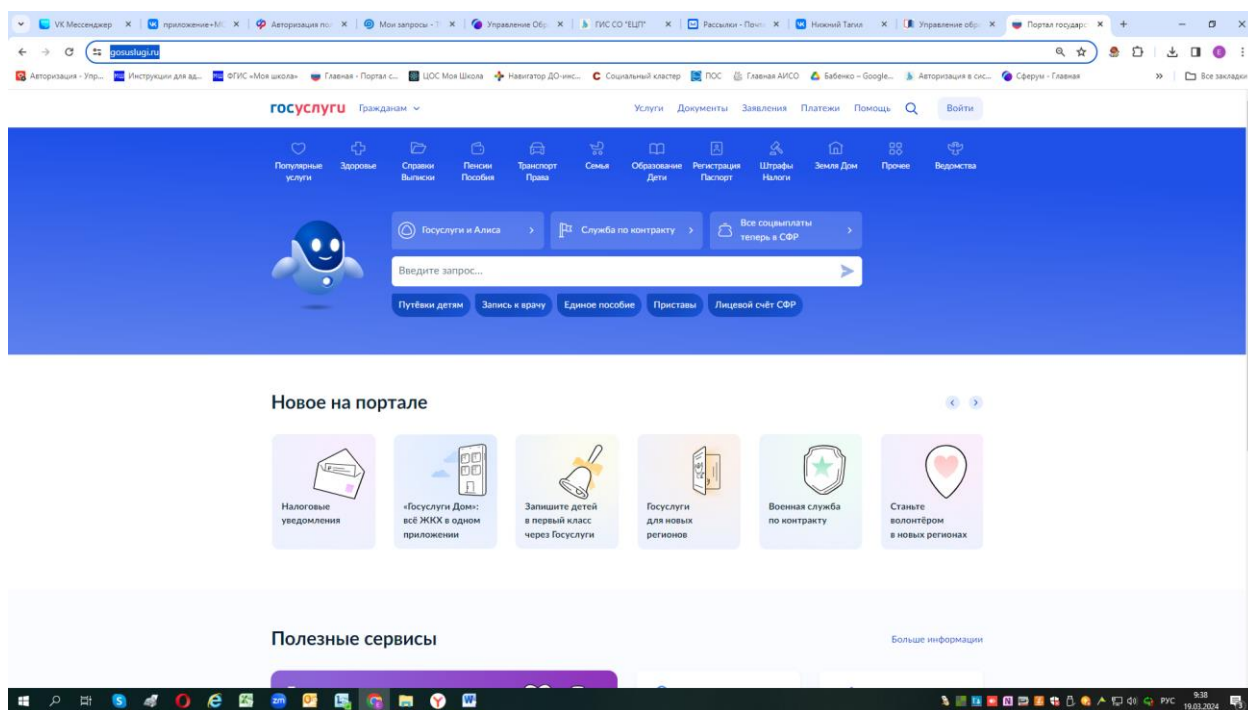 VK Мессенджер
приложение+М
Авторизация пол
Мои запросы - Т
Управление Обр
ГИС СО "ЕЦП"
Рассылки - Почт
Нижний Тагил
Управление обр
Портал государс
gosuslugi.ru
Авторизация - Упр...
Инструкции для ад...
ФГИС «Моя школа»
Главная - Портал с...
ЦОС Моя Школа
Навигатор ДО-инс...
Социальный кластер
ПОС
Главная АИСО
Бабенко – Google...
Авторизация в сис...
Сферум - Главная
Все закладки
госуслуги
Гражданам
Услуги
Документы
Заявления
Платежи
Помощь
Войти
Популярные
услуги
Здоровье
Справки
Выписки
Пенсии
Пособия
Транспорт
Права
Семья
Образование
Дети
Регистрация
Паспорт
Штрафы
Налоги
Земля Дом
Прочее
Ведомства
Госуслуги и Алиса
Служба по контракту
Все соцвыплаты
теперь в СФР
Введите запрос...
Путёвки детям
Запись к врачу
Единое пособие
Приставы
Лицевой счёт СФР
Новое на портале
Налоговые
уведомления
«Госуслуги Дом»:
всё ЖКХ в одном
приложении
Запишите детей
в первый класс
через Госуслуги
Госуслуги
для новых
регионов
Военная служба
по контракту
Станьте
волонтёром
в новых регионах
Полезные сервисы
Больше информации
РУС
9:38
19.03.2024